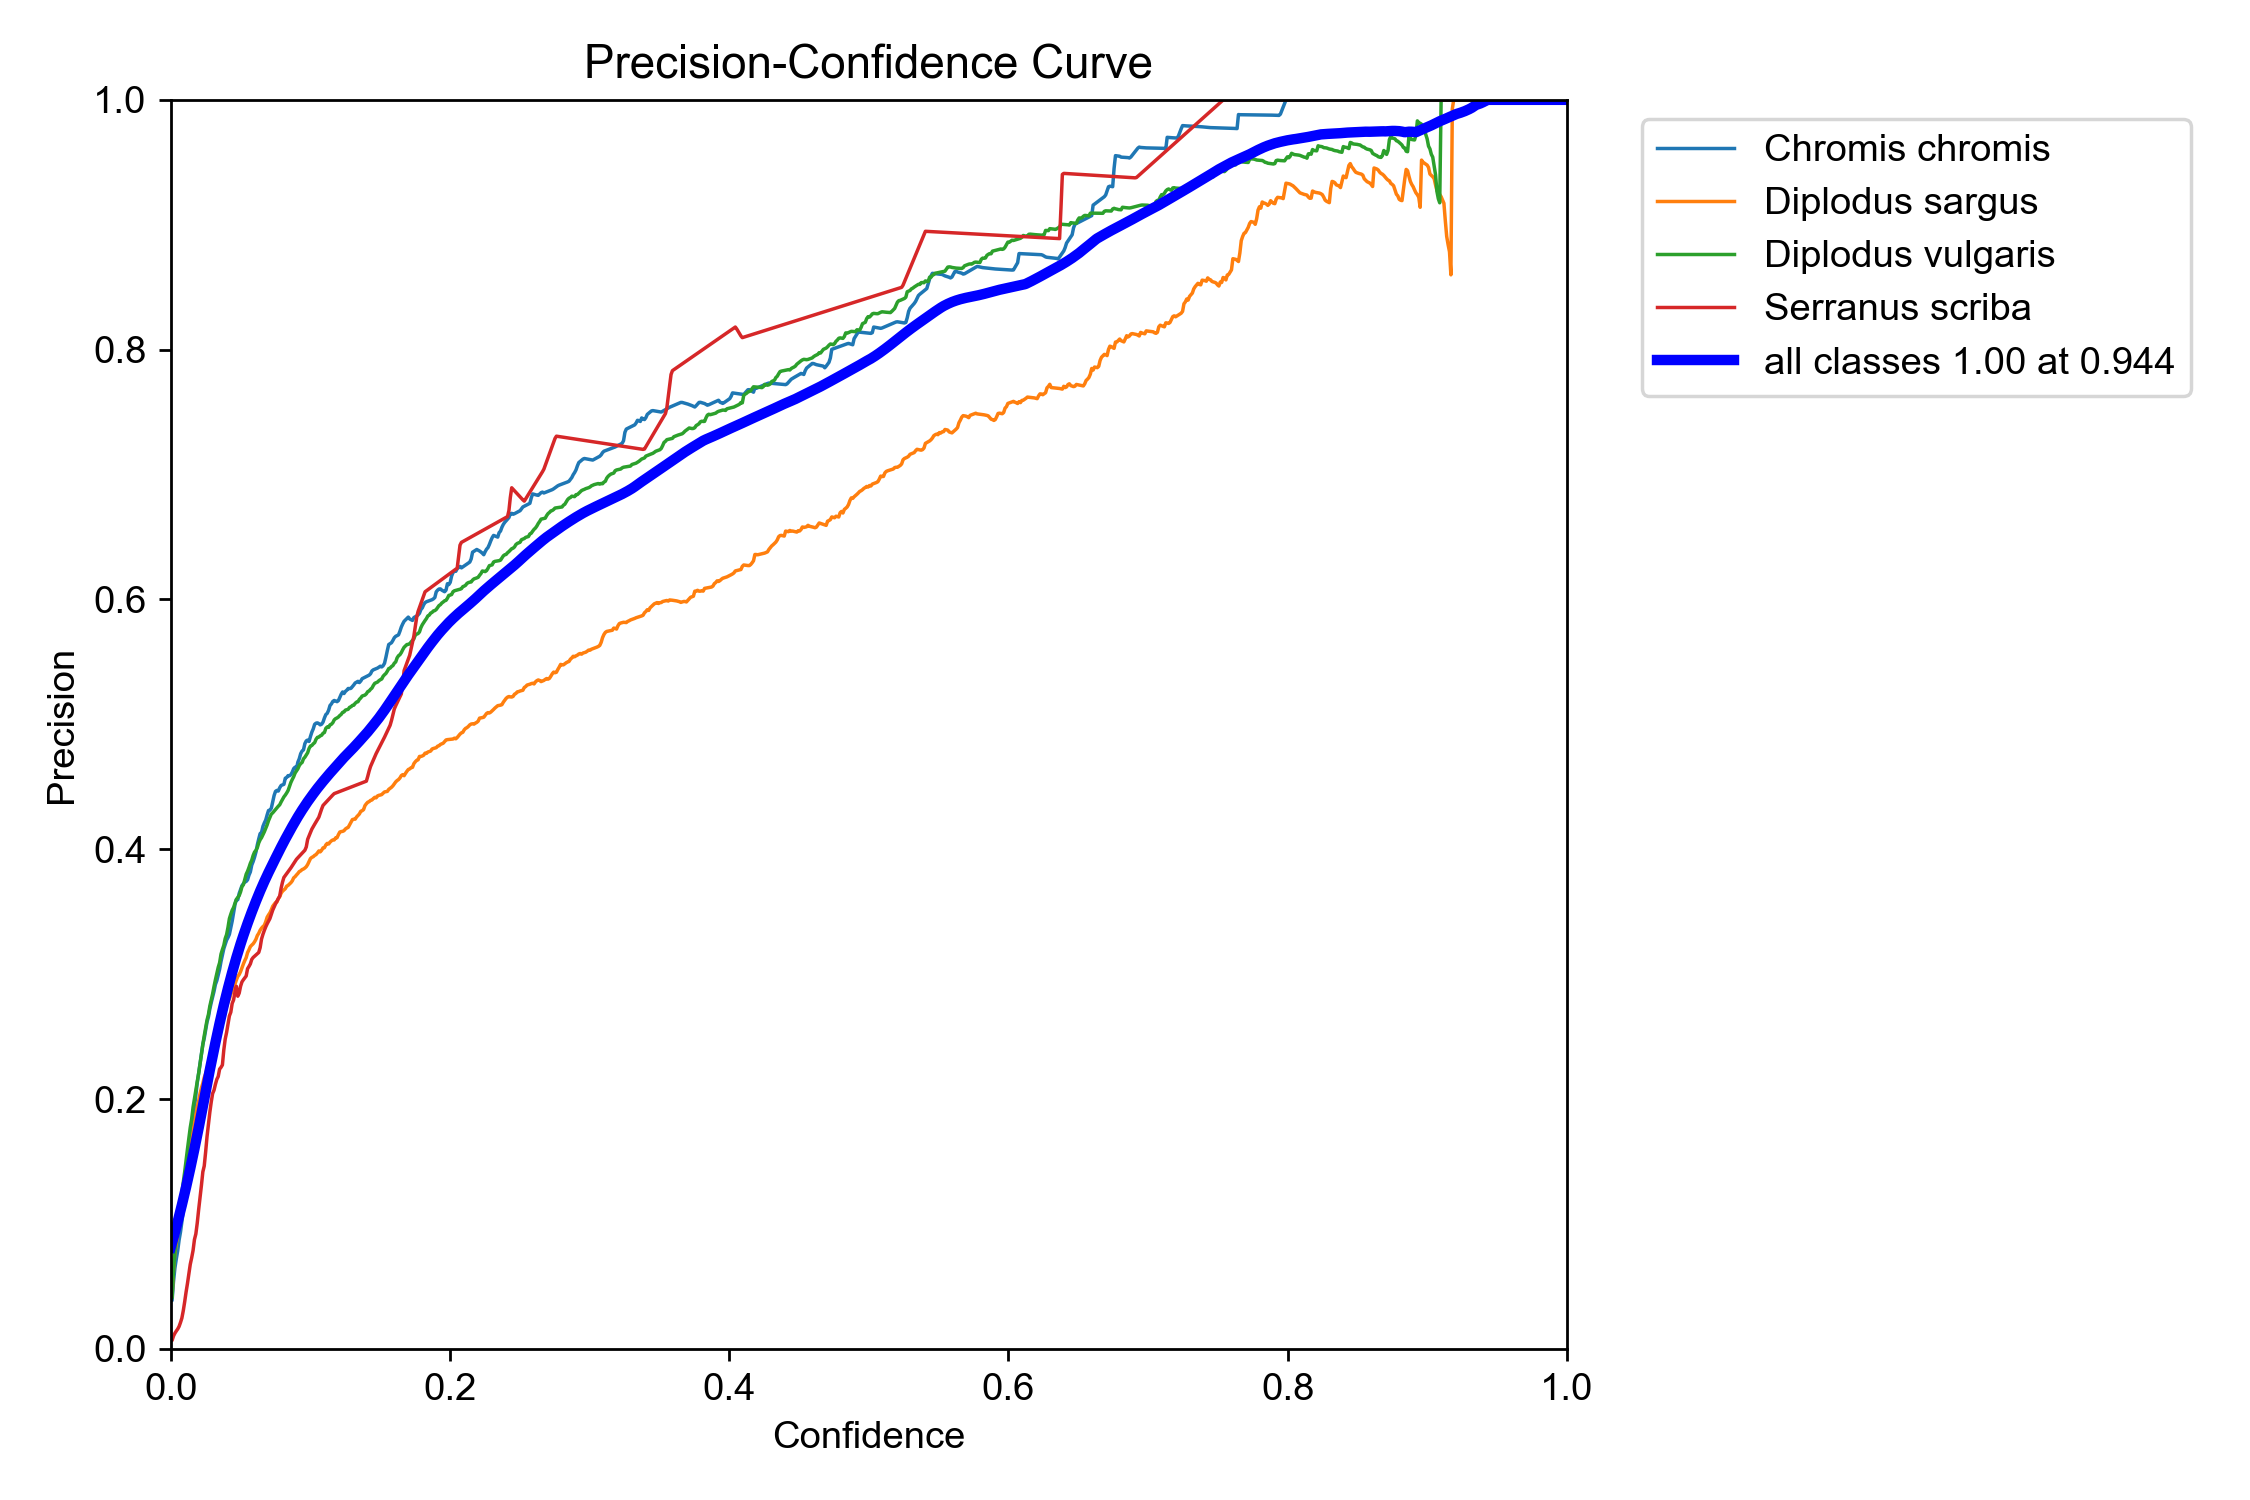 Precision-Confidence Curve
1.0
0.8
0.6
0.4
0.2
0.0
Precision
0.0 0.2 0.4 0.6 0.8 1.0
Confidence
Chromis chromis
Diplodus sargus
Diplodus vulgaris
Serranus scriba
all classes 1.00 at 0.944